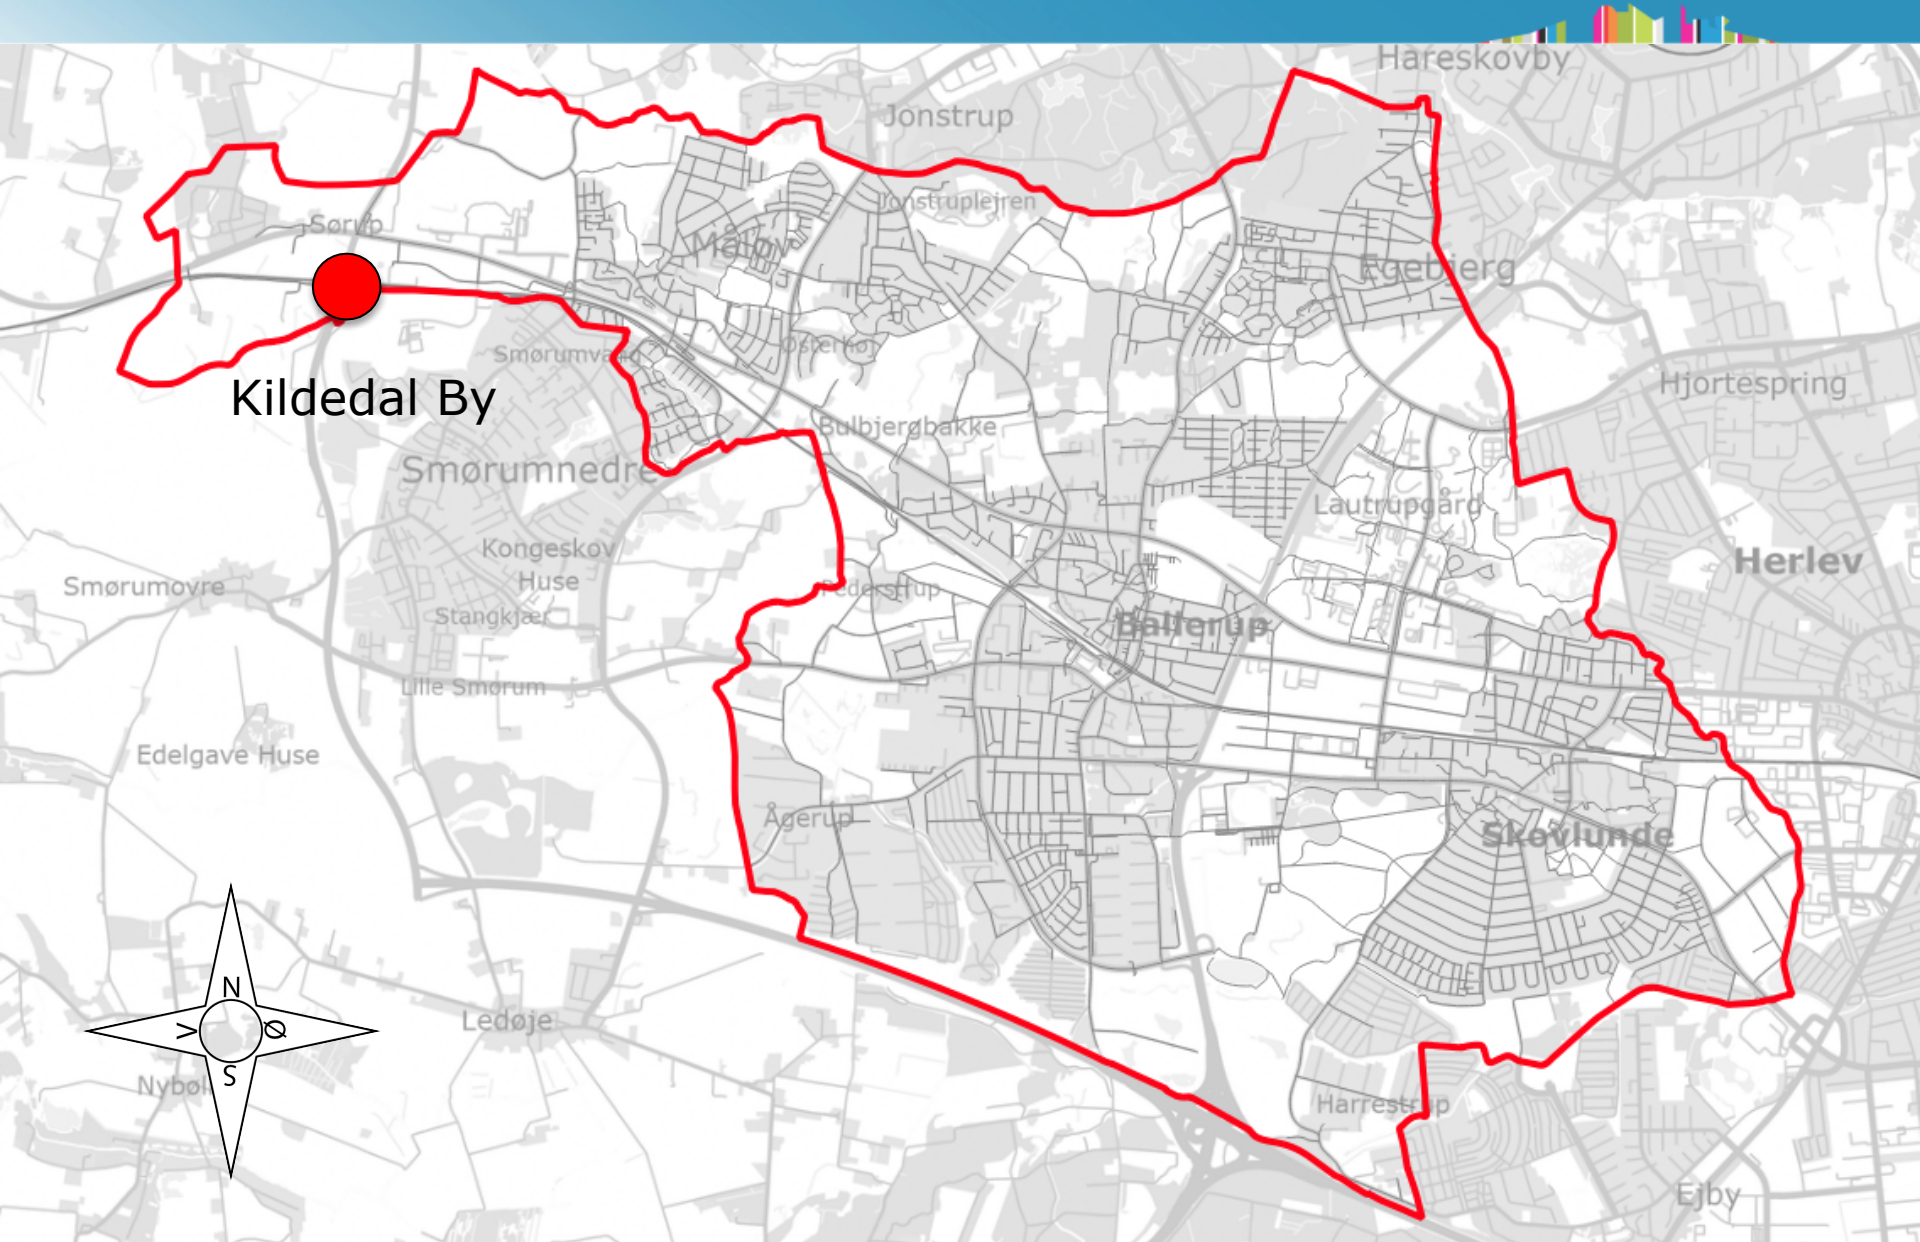 Hareskovby
Jonstrup
Jonstruplejren
Sørup
Måløv
Egebjerg
Smørumvang
Østerhøj
Hjortespring
Kildedal By
Bulbjergbakke
Smørumnedre
Lautrupgård
Kongeskov
Huse
Herlev
Smørumovre
Pederstrup
Stangkjær
Ballerup
Lille Smørum
Edelgave Huse
Ågerup
Skovlunde
N
V
Ø
S
Ledøje
Nybøl
Harrestrup
Ejby